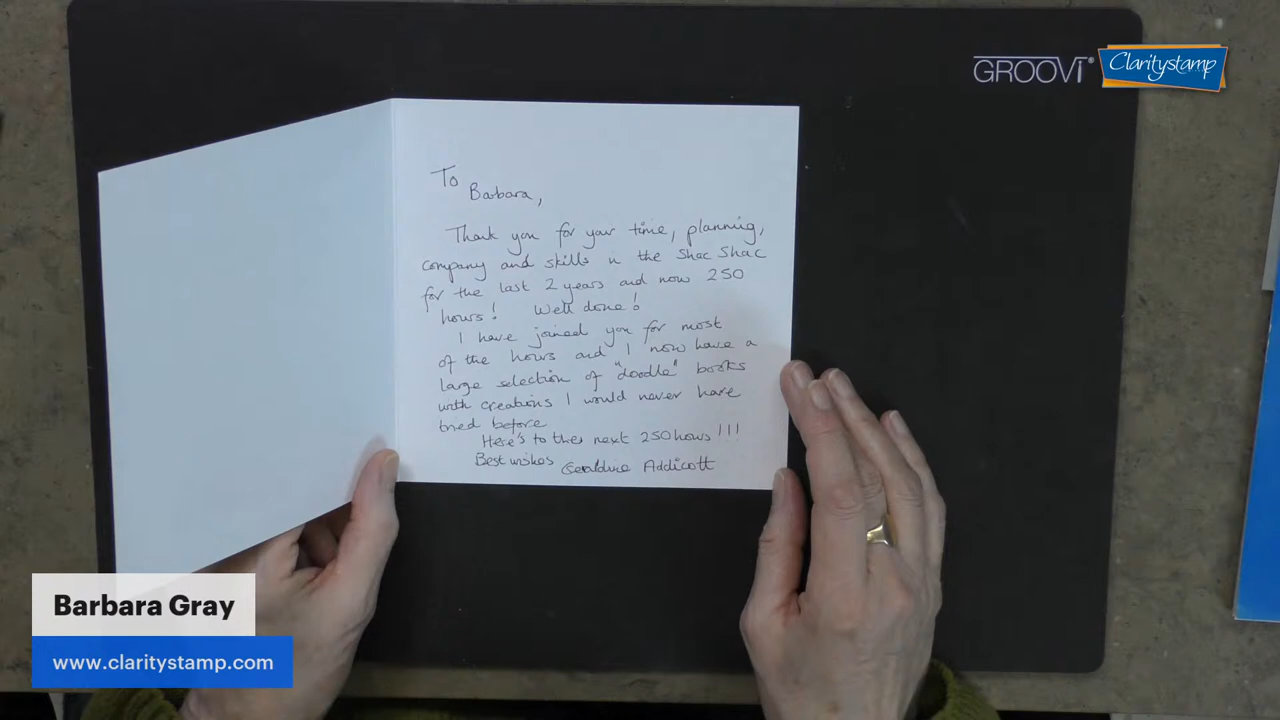 GROOVI®
Claritystamp
To
Barbara,
Thank you for your time, planning,
company and skills in the Shac Shac
for the last 2 years and now 250
hours! Well done!
I have joined you for most
of the hours and I now have a
large selection of "doodle" books
with creations I would never have
tried before
Here's to the next 250 hours!!!
Best wishes Geraldine Addicott
Barbara Gray
www.claritystamp.com